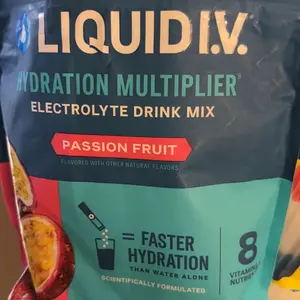 LIQUID I.V.
HYDRATION MULTIPLIER®
ELECTROLYTE DRINK MIX
PASSION FRUIT
FLAVORED WITH OTHER NATURAL FLAVORS
= FASTER
HYDRATION
THAN WATER ALONE
SCIENTIFICALLY FORMULATED
8
VITAMINS &
NUTRIE